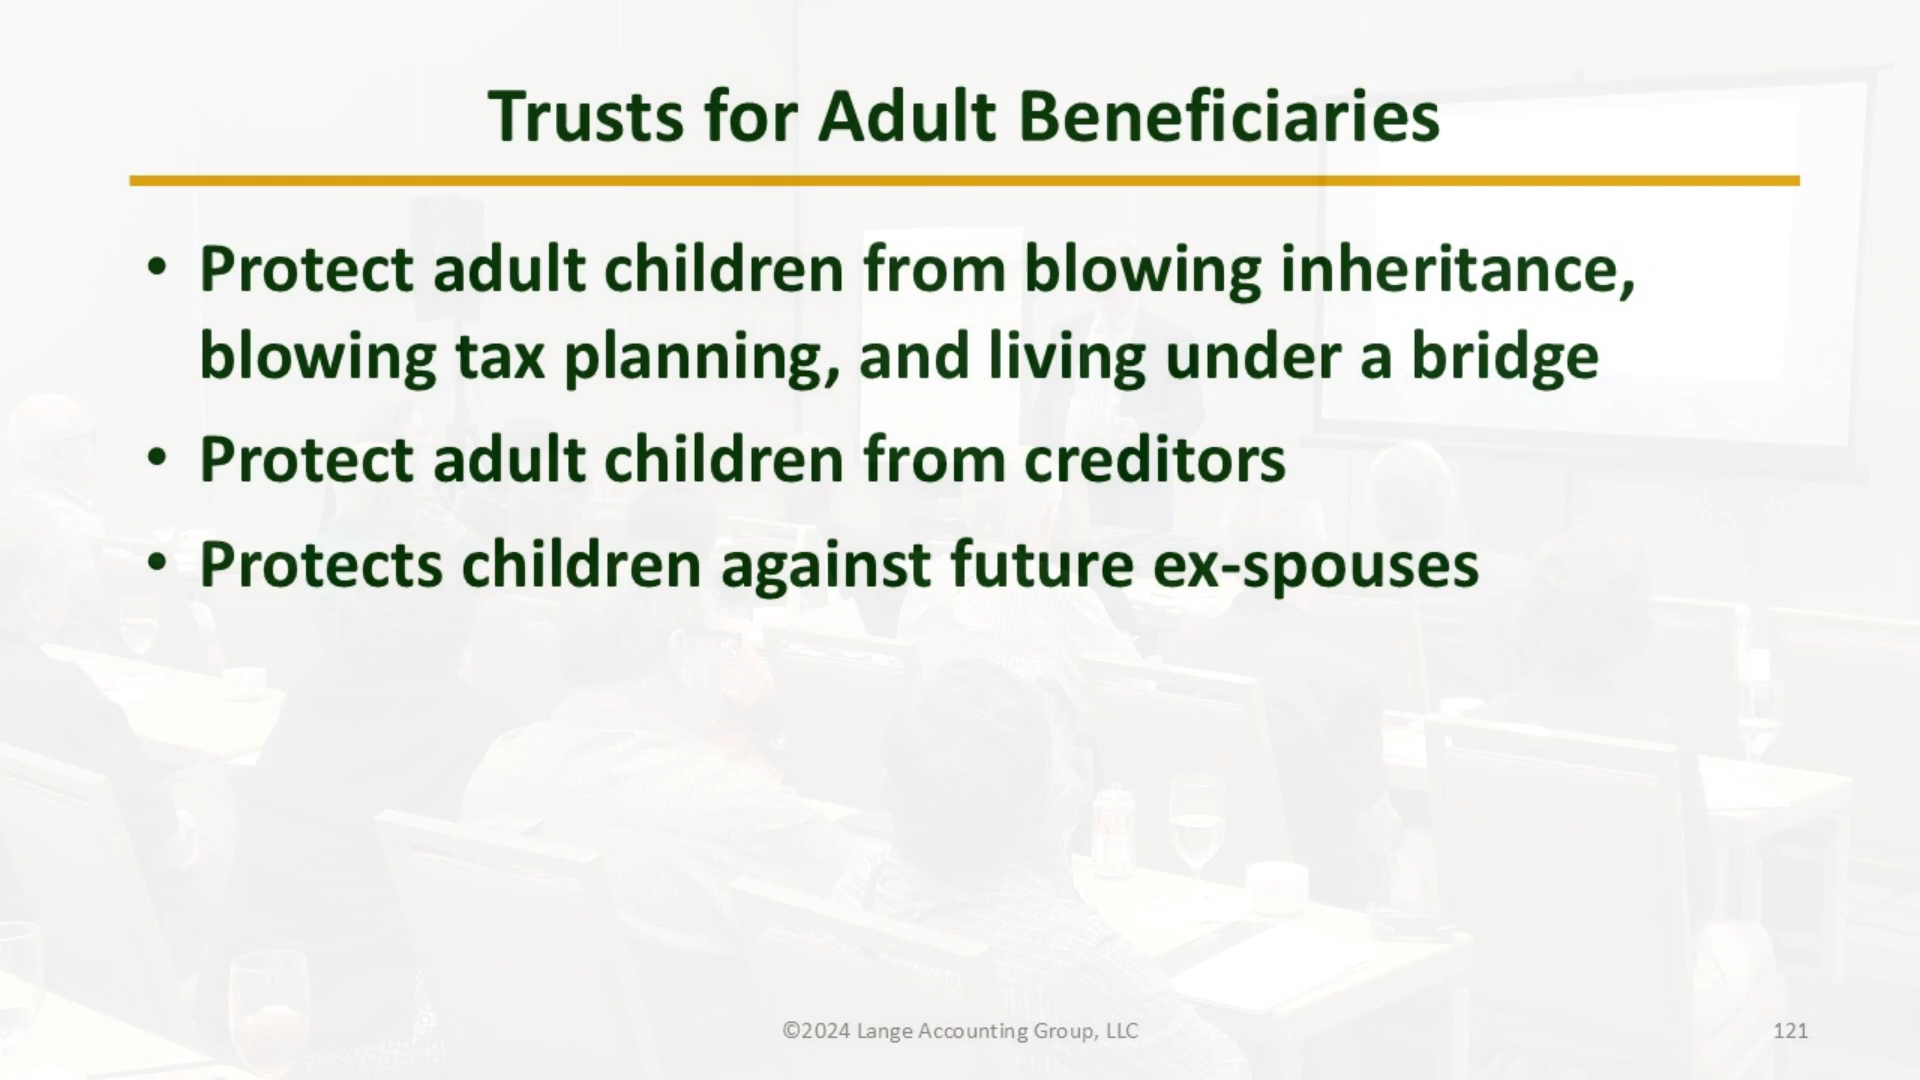 Trusts for Adult Beneficiaries
• Protect adult children from blowing inheritance,
blowing tax planning, and living under a bridge
• Protect adult children from creditors
• Protects children against future ex-spouses
©2024 Lange Accounting Group, LLC
121